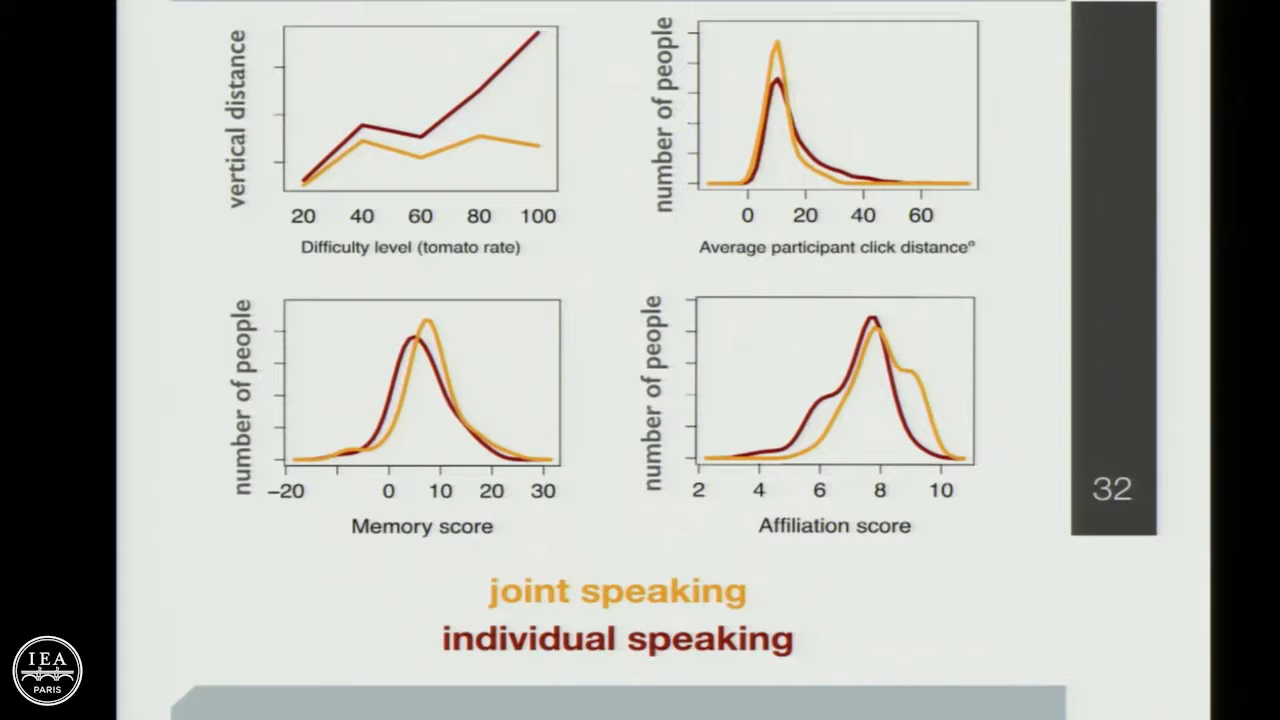 vertical distance
20 40 60 80 100
Difficulty level (tomato rate)
number of people
0 20 40 60
Average participant click distanceº
number of people
−20 0 10 20 30
Memory score
number of people
2 4 6 8 10
Affiliation score
32
joint speaking
individual speaking
IEA
PARIS